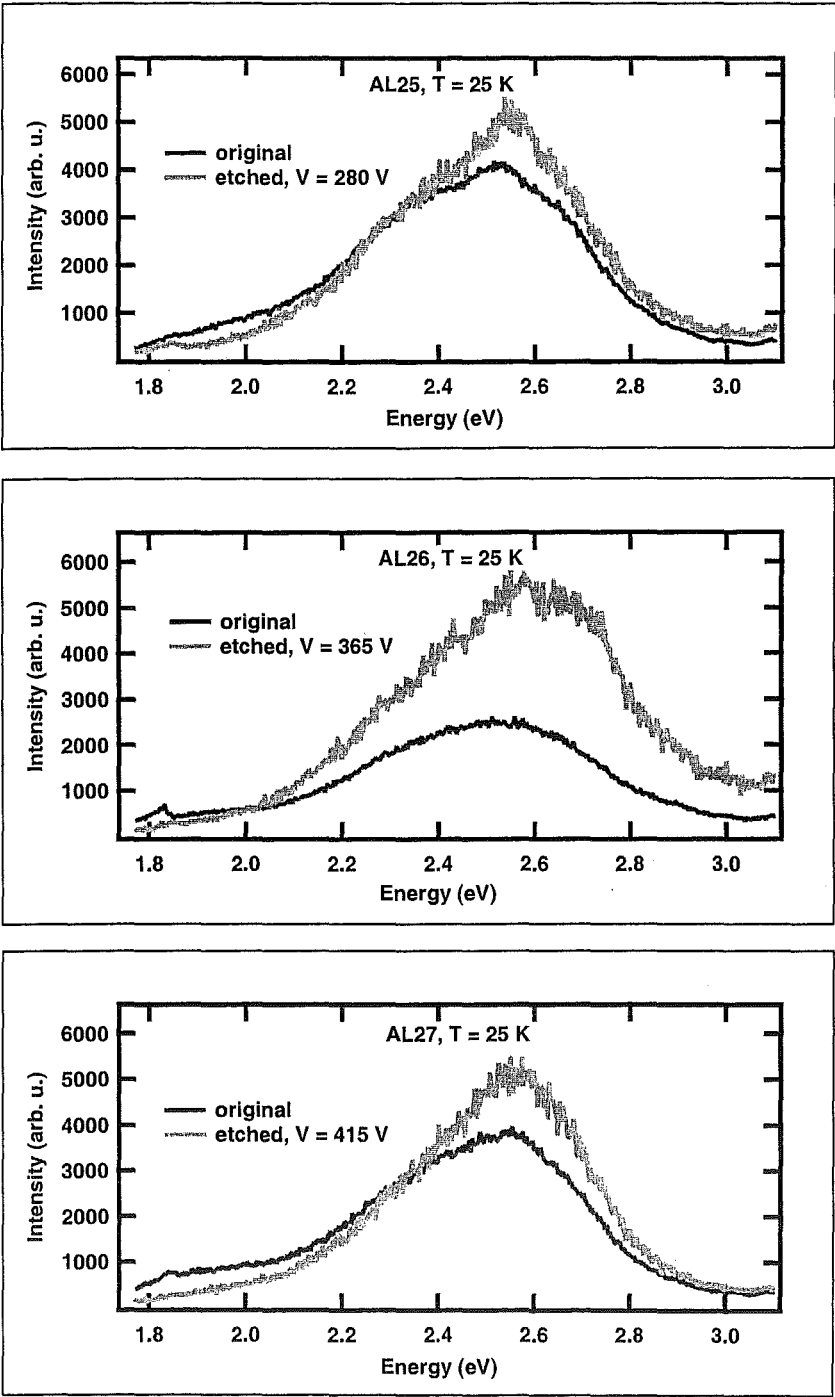 AL25, T = 25 K
Intensity (arb. u.)
6000
5000
4000
3000
2000
1000
original
etched, V = 280 V
1.8 2.0 2.2 2.4 2.6 2.8 3.0
Energy (eV)
AL26, T = 25 K
Intensity (arb. u.)
6000
5000
4000
3000
2000
1000
original
etched, V = 365 V
1.8 2.0 2.2 2.4 2.6 2.8 3.0
Energy (eV)
AL27, T = 25 K
Intensity (arb. u.)
6000
5000
4000
3000
2000
1000
original
etched, V = 415 V
1.8 2.0 2.2 2.4 2.6 2.8 3.0
Energy (eV)